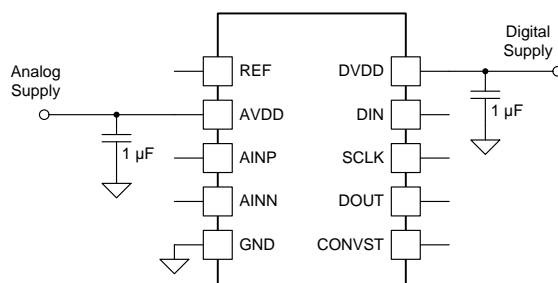 Analog
Supply
1 µF
REF
AVDD
AINP
AINN
GND
DVDD
DIN
SCLK
DOUT
CONVST
Digital
Supply
1 µF